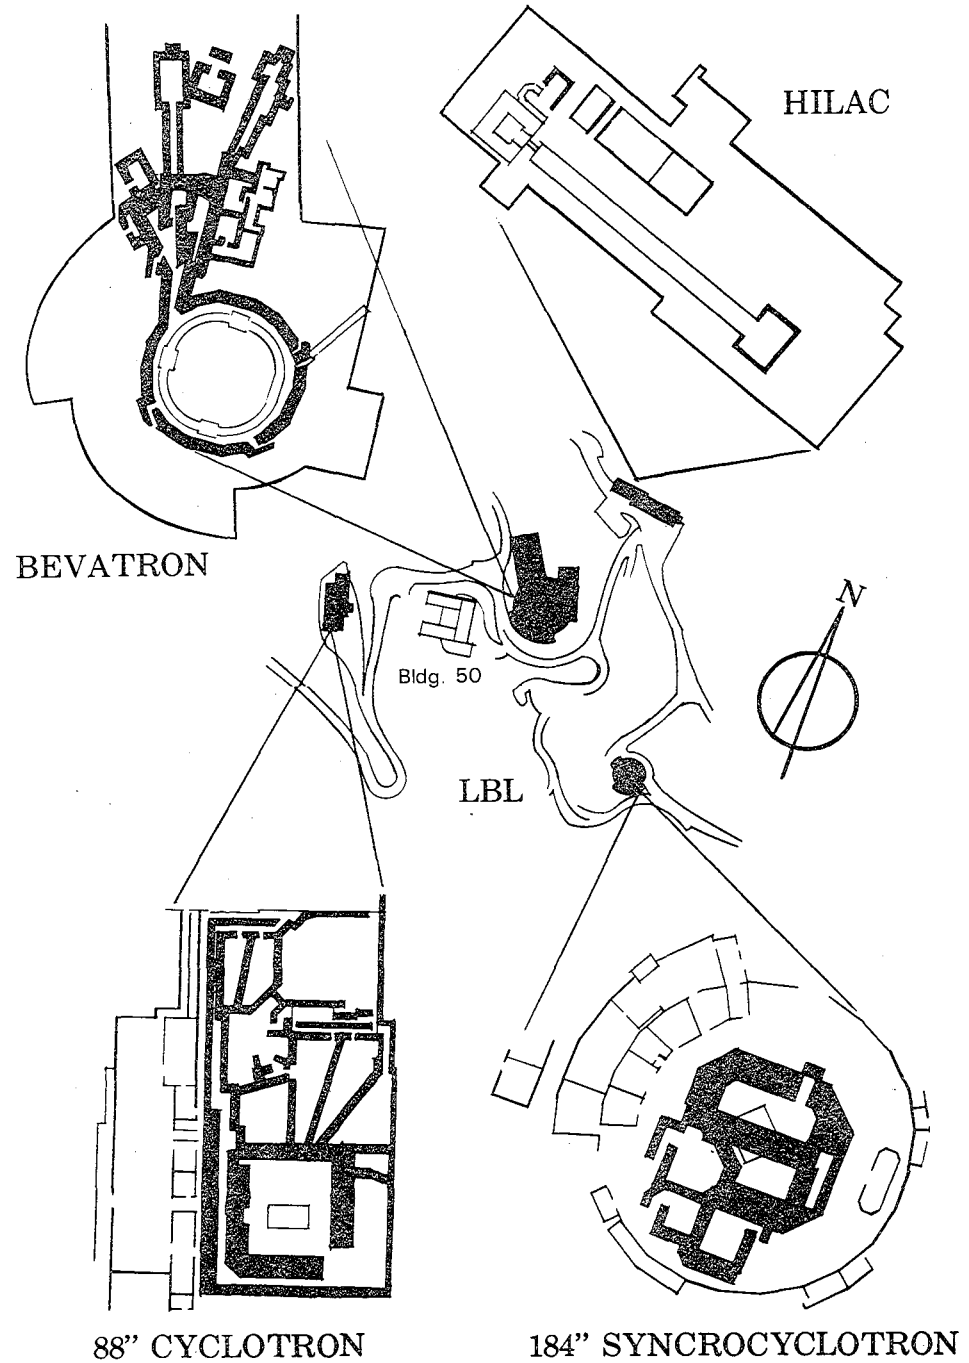 HILAC
BEVATRON
N
Bldg. 50
LBL
88” CYCLOTRON
184” SYNCROCYCLOTRON